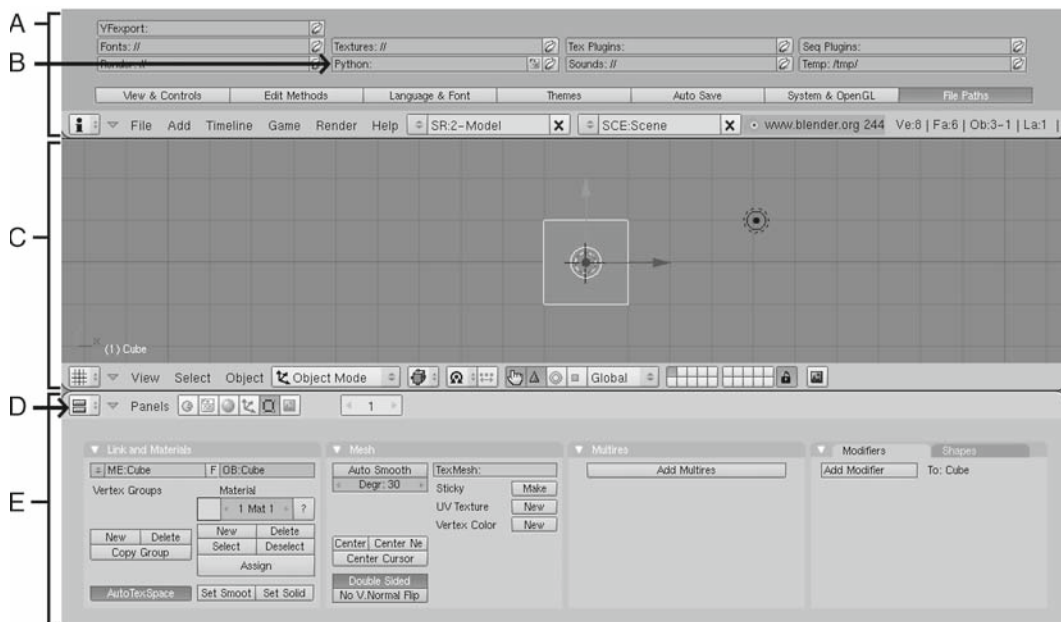 A
YFexport:
Fonts: //
Textures: //
Tex Plugins:
Seq Plugins:
B
Render: //
Python:
Sounds: //
Temp: /tmp/
View & Controls
Edit Methods
Language & Font
Themes
Auto Save
System & OpenGL
File Paths
File Add Timeline Game Render Help
SR:2-Model X
SCE:Scene X
www.blender.org 244 Ve:8 | Fa:6 | Ob:3-1 | La:1 |
C
x
(1) Cube
View Select Object Object Mode Global
D
Panels 1
E
Link and Materials
Mesh
Multires
Modifiers
Shapes
ME:Cube
F OB:Cube
Auto Smooth
TexMesh:
Add Multires
Add Modifier
To: Cube
Vertex Groups
Material
Degr: 30
Sticky
Make
1 Mat 1 ?
UV Texture
New
Vertex Color
New
New Delete
New Delete
Copy Group
Select Deselect
Center Center Ne
Assign
Center Cursor
Double Sided
AutoTexSpace
Set Smoot Set Solid
No V.Normal Flip